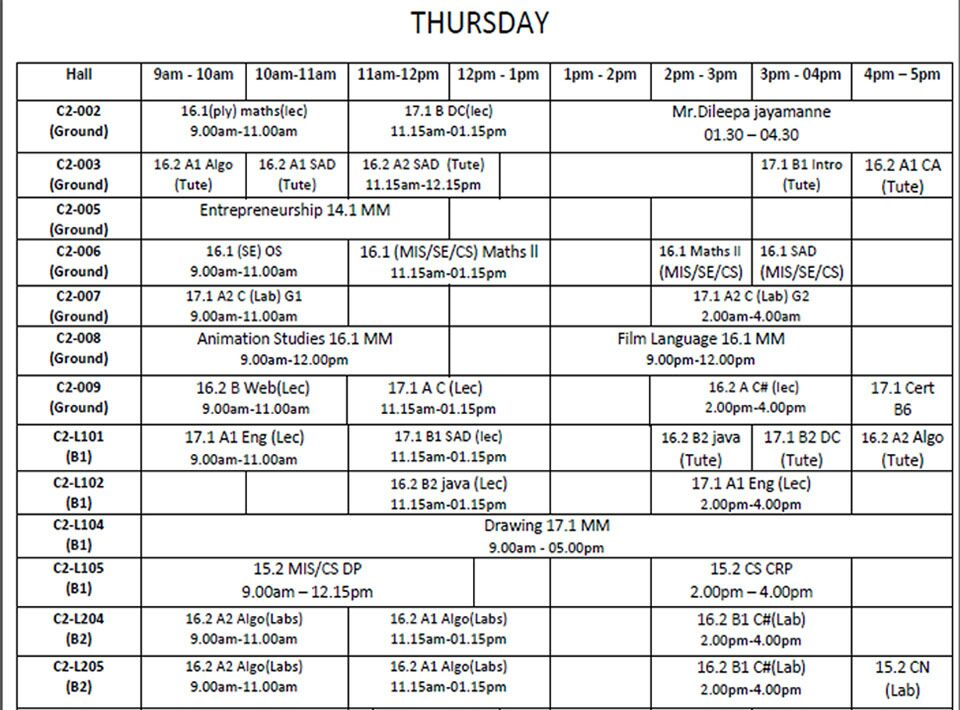 THURSDAY
Hall 9am - 10am 10am-11am 11am-12pm 12pm - 1pm 1pm - 2pm 2pm - 3pm 3pm - 04pm 4pm – 5pm
C2-002 16.1(ply) maths(lec) 17.1 B DC(lec) Mr.Dileepa jayamanne
(Ground) 9.00am-11.00am 11.15am-01.15pm 01.30 – 04.30
C2-003 16.2 A1 Algo 16.2 A1 SAD 16.2 A2 SAD (Tute) 17.1 B1 Intro 16.2 A1 CA
(Ground) (Tute) (Tute) 11.15am-12.15pm (Tute) (Tute)
C2-005 Entrepreneurship 14.1 MM
(Ground)
C2-006 16.1 (SE) OS 16.1 (MIS/SE/CS) Maths ll 16.1 Maths ll 16.1 SAD
(Ground) 9.00am-11.00am 11.15am-01.15pm (MIS/SE/CS) (MIS/SE/CS)
C2-007 17.1 A2 C (Lab) G1 17.1 A2 C (Lab) G2
(Ground) 9.00am-11.00am 2.00am-4.00am
C2-008 Animation Studies 16.1 MM Film Language 16.1 MM
(Ground) 9.00am-12.00pm 9.00pm-12.00pm
C2-009 16.2 B Web(Lec) 17.1 A C (Lec) 16.2 A C# (lec) 17.1 Cert
(Ground) 9.00am-11.00am 11.15am-01.15pm 2.00pm-4.00pm B6
C2-L101 17.1 A1 Eng (Lec) 17.1 B1 SAD (lec) 16.2 B2 java 17.1 B2 DC 16.2 A2 Algo
(B1) 9.00am-11.00am 11.15am-01.15pm (Tute) (Tute) (Tute)
C2-L102 16.2 B2 java (Lec) 17.1 A1 Eng (Lec)
(B1) 11.15am-01.15pm 2.00pm-4.00pm
C2-L104 Drawing 17.1 MM
(B1) 9.00am - 05.00pm
C2-L105 15.2 MIS/CS DP 15.2 CS CRP
(B1) 9.00am – 12.15pm 2.00pm – 4.00pm
C2-L204 16.2 A2 Algo(Labs) 16.2 A1 Algo(Labs) 16.2 B1 C#(Lab)
(B2) 9.00am-11.00am 11.15am-01.15pm 2.00pm-4.00pm
C2-L205 16.2 A2 Algo(Labs) 16.2 A1 Algo(Labs) 16.2 B1 C#(Lab) 15.2 CN
(B2) 9.00am-11.00am 11.15am-01.15pm 2.00pm-4.00pm (Lab)